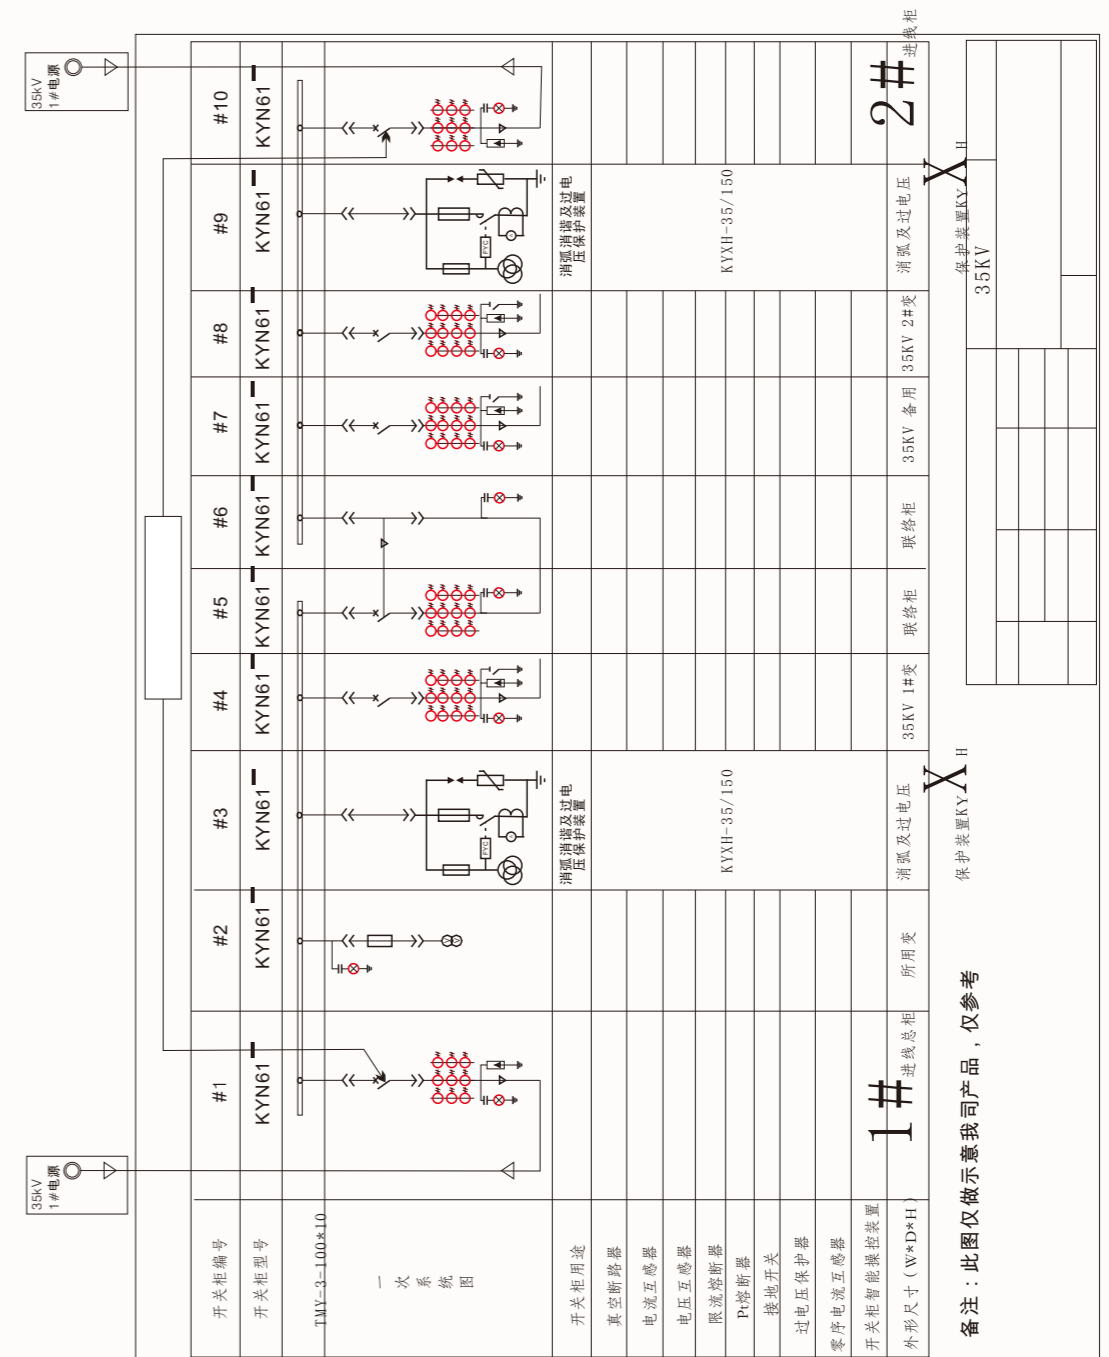 35kV
1#电源
35kV
1#电源
开关柜编号
#1
#2
#3
#4
#5
#6
#7
#8
#9
#10
开关柜型号
KYN61
KYN61
KYN61
KYN61
KYN61
KYN61
KYN61
KYN61
KYN61
KYN61
TMY-3-100*10
一次系统图
PYC
PYC
开关柜用途
消弧消谐及过电
压保护装置
消弧消谐及过电
压保护装置
真空断路器
电流互感器
电压互感器
限流熔断器
KYXH-35/150
KYXH-35/150
Pt熔断器
接地开关
过电压保护器
零序电流互感器
开关柜智能操控装置
外形尺寸(W*D*H)
1#进线总柜
所用变
消弧及过电压
保护装置KYXH
35KV 1#变
联络柜
联络柜
35KV 备用
35KV 2#变
消弧及过电压
保护装置KYXH
2#进线柜
35KV
备注：此图仅做示意我司产品，仅参考